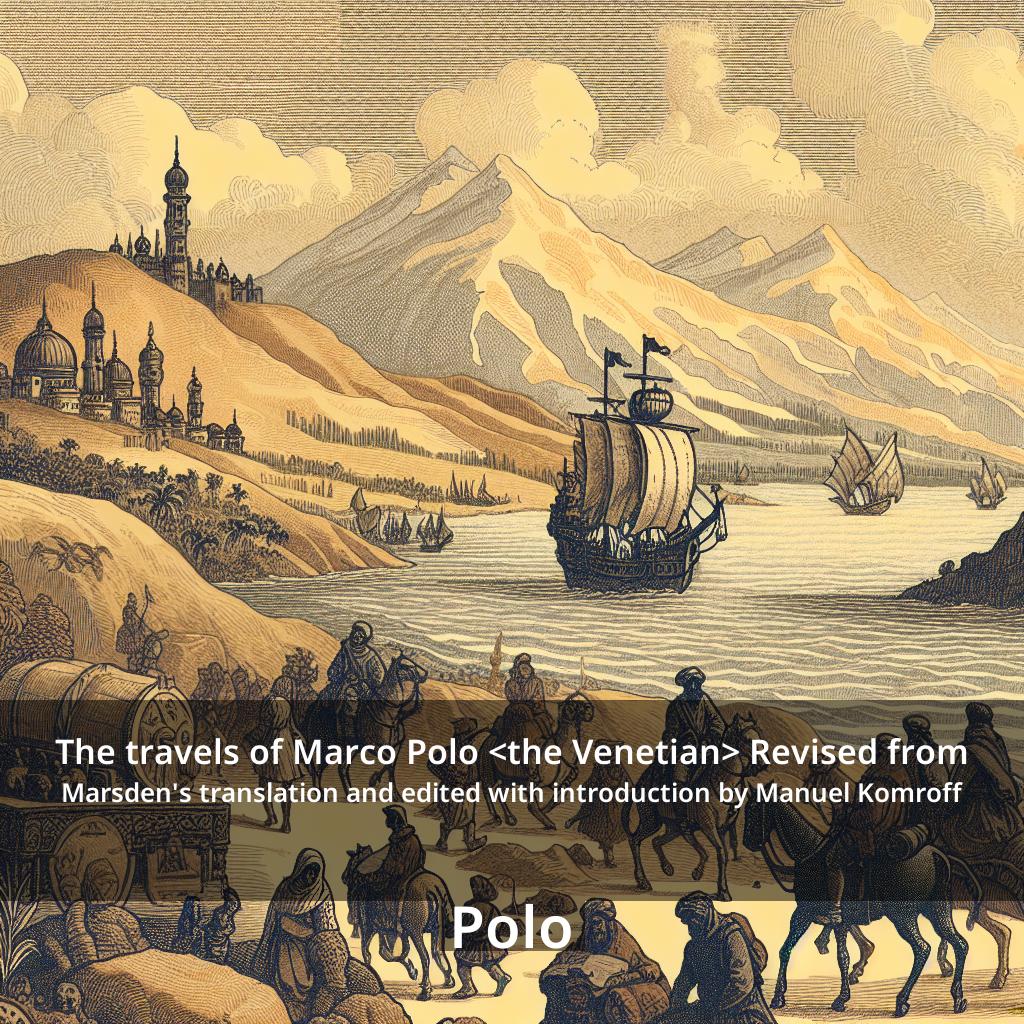 The travels of Marco Polo <the Venetian> Revised from
Marsden's translation and edited with introduction by Manuel Komroff
Polo